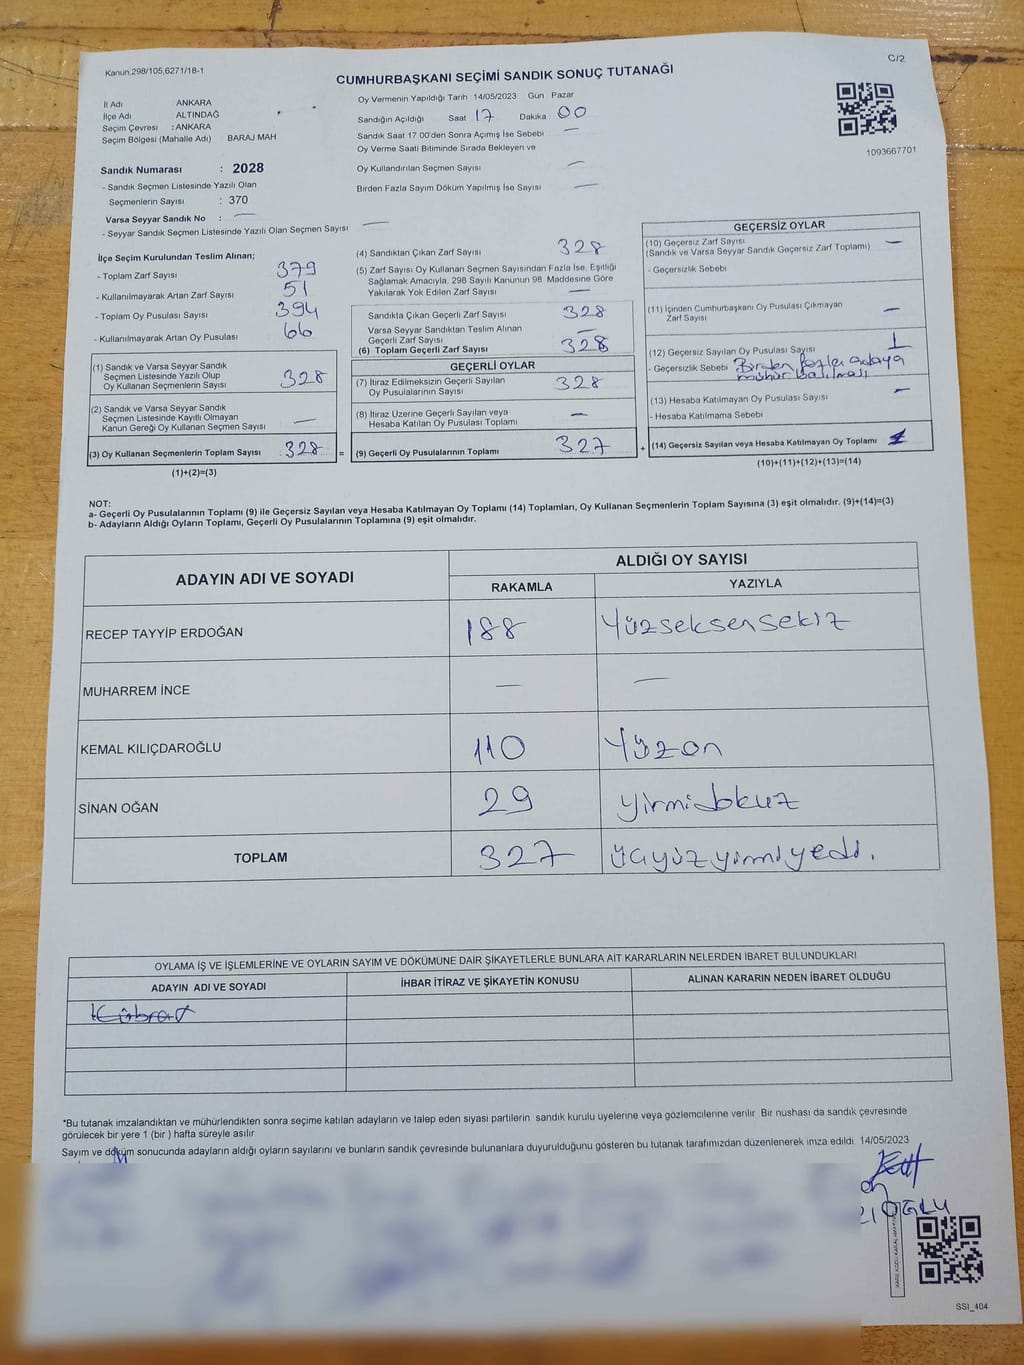 Kanun,298/105,6271/18-1
C/2
CUMHURBAŞKANI SEÇİMİ SANDIK SONUÇ TUTANAĞI
İl Adı ANKARA
İlçe Adı ALTINDAĞ
Seçim Çevresi : ANKARA
Seçim Bölgesi (Mahalle Adı) BARAJ MAH
Sandık Numarası : 2028
- Sandık Seçmen Listesinde Yazılı Olan
Seçmenlerin Sayısı : 370
Varsa Seyyar Sandık No : —
- Seyyar Sandık Seçmen Listesinde Yazılı Olan Seçmen Sayısı —
Oy Vermenin Yapıldığı Tarih 14/05/2023 Gün Pazar
Sandığın Açıldığı Saat 17 Dakika 00
Sandık Saat 17.00'den Sonra Açımış İse Sebebi —
Oy Verme Saati Bitiminde Sırada Bekleyen ve
Oy Kullandırılan Seçmen Sayısı —
Birden Fazla Sayım Döküm Yapılmış İse Sayısı —
1093667701
İlçe Seçim Kurulundan Teslim Alınan;
- Toplam Zarf Sayısı 379
- Kullanılmayarak Artan Zarf Sayısı 51
- Toplam Oy Pusulası Sayısı 394
- Kullanılmayarak Artan Oy Pusulası 66
(1) Sandık ve Varsa Seyyar Sandık
Seçmen Listesinde Yazılı Olup
Oy Kullanan Seçmenlerin Sayısı 328
(2) Sandık ve Varsa Seyyar Sandık
Seçmen Listesinde Kayıtlı Olmayan
Kanun Gereği Oy Kullanan Seçmen Sayısı —
(3) Oy Kullanan Seçmenlerin Toplam Sayısı : 328 =
(1)+(2)=(3)
(4) Sandıktan Çıkan Zarf Sayısı 328
(5) Zarf Sayısı Oy Kullanan Seçmen Sayısından Fazla İse, Eşitliği
Sağlamak Amacıyla, 298 Sayılı Kanunun 98. Maddesine Göre
Yakılarak Yok Edilen Zarf Sayısı —
Sandıkla Çıkan Geçerli Zarf Sayısı 328
Varsa Seyyar Sandıktan Teslim Alınan
Geçerli Zarf Sayısı —
(6) Toplam Geçerli Zarf Sayısı 328
GEÇERLİ OYLAR
(7) İtiraz Edilmeksizin Geçerli Sayılan
Oy Pusulalarının Sayısı 328
(8) İtiraz Üzerine Geçerli Sayılan veya
Hesaba Katılan Oy Pusulası Toplamı —
(9) Geçerli Oy Pusulalarının Toplamı 327 +
GEÇERSİZ OYLAR
(10) Geçersiz Zarf Sayısı —
(Sandık ve Varsa Seyyar Sandık Geçersiz Zarf Toplamı)
- Geçersizlik Sebebi
(11) İçinden Cumhurbaşkanı Oy Pusulası Çıkmayan
Zarf Sayısı —
(12) Geçersiz Sayılan Oy Pusulası Sayısı 1
- Geçersizlik Sebebi Birden fazla adaya
mühür basılması
(13) Hesaba Katılmayan Oy Pusulası Sayısı —
- Hesaba Katılmama Sebebi
(14) Geçersiz Sayılan veya Hesaba Katılmayan Oy Toplamı 1
(10)+(11)+(12)+(13)=(14)
NOT:
a- Geçerli Oy Pusulalarının Toplamı (9) ile Geçersiz Sayılan veya Hesaba Katılmayan Oy Toplamı (14) Toplamları, Oy Kullanan Seçmenlerin Toplam Sayısına (3) eşit olmalıdır. (9)+(14)=(3)
b- Adayların Aldığı Oyların Toplamı, Geçerli Oy Pusulalarının Toplamına (9) eşit olmalıdır.
ADAYIN ADI VE SOYADI ALDIĞI OY SAYISI
RAKAMLA YAZIYLA
RECEP TAYYİP ERDOĞAN 188 Yüzseksensekiz
MUHARREM İNCE — —
KEMAL KILIÇDAROĞLU 110 Yüzon
SİNAN OĞAN 29 yirmidokuz
TOPLAM 327 üçyüzyirmiyedi.
OYLAMA İŞ VE İŞLEMLERİNE VE OYLARIN SAYIM VE DÖKÜMÜNE DAİR ŞİKAYETLERLE BUNLARA AİT KARARLARIN NELERDEN İBARET BULUNDUKLARI
ADAYIN ADI VE SOYADI İHBAR İTİRAZ VE ŞİKAYETİN KONUSU ALINAN KARARIN NEDEN İBARET OLDUĞU
*Bu tutanak imzalandıktan ve mühürlendikten sonra seçime katılan adayların ve talep eden siyasi partilerin sandık kurulu üyelerine veya gözlemcilerine verilir. Bir nushası da sandık çevresinde
görülecek bir yere 1 (bir) hafta süreyle asılır
Sayım ve döküm sonucunda adayların aldığı oyların sayılarını ve bunların sandık çevresinde bulunanlara duyurulduğunu gösteren bu tutanak tarafımızdan düzenlenerek imza edildi. 14/05/2023
SSI_404